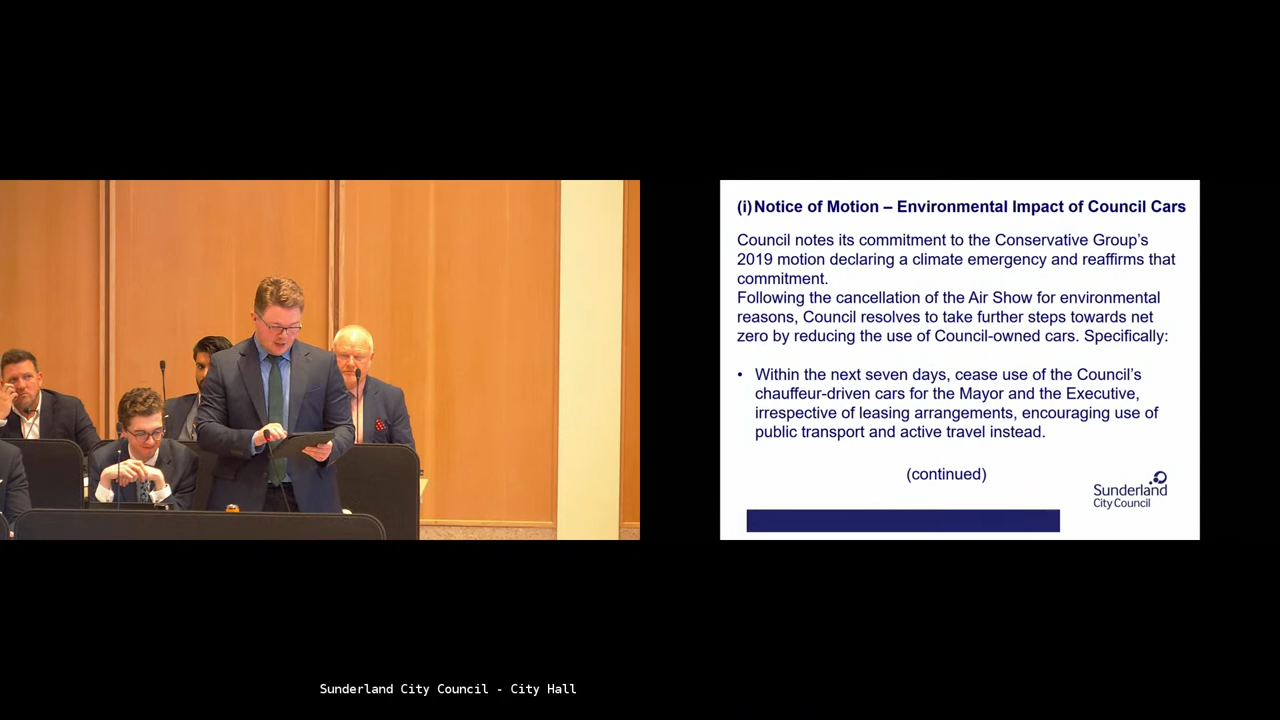 (i) Notice of Motion – Environmental Impact of Council Cars
Council notes its commitment to the Conservative Group's
2019 motion declaring a climate emergency and reaffirms that
commitment.
Following the cancellation of the Air Show for environmental
reasons, Council resolves to take further steps towards net
zero by reducing the use of Council-owned cars. Specifically:
• Within the next seven days, cease use of the Council's
chauffeur-driven cars for the Mayor and the Executive,
irrespective of leasing arrangements, encouraging use of
public transport and active travel instead.
(continued)
Sunderland
City Council
Sunderland City Council - City Hall